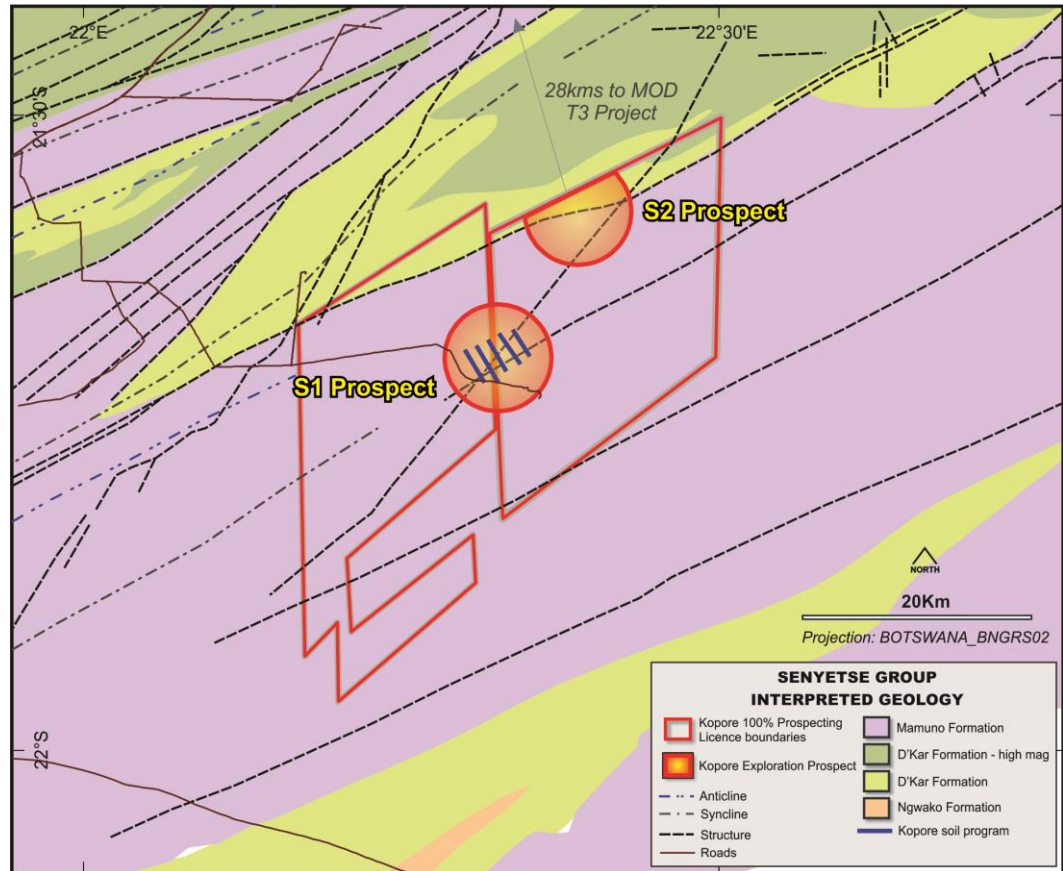 22°E
22°30'E
21°30'S
28kms to MOD
T3 Project
S2 Prospect
S1 Prospect
NORTH
20Km
Projection: BOTSWANA_BNGRS02
22°S
SENYETSE GROUP
INTERPRETED GEOLOGY
Kopore 100% Prospecting
Licence boundaries
Kopore Exploration Prospect
Anticline
Syncline
Structure
Roads
Mamuno Formation
D'Kar Formation - high mag
D'Kar Formation
Ngwako Formation
Kopore soil program